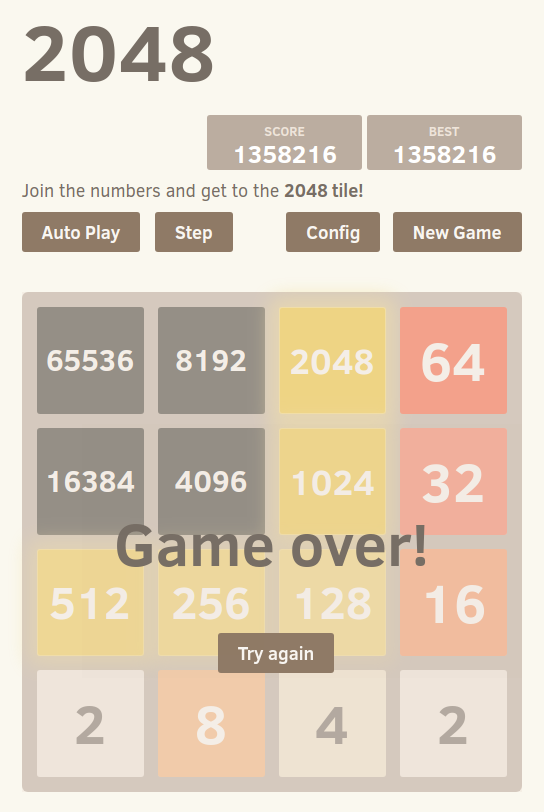 2048
SCORE BEST
1358216 1358216
Join the numbers and get to the 2048 tile!
Auto Play Step Config New Game
65536 8192 2048 64
16384 4096 1024 32
Game over!
512 256 128 16
Try again
2 8 4 2